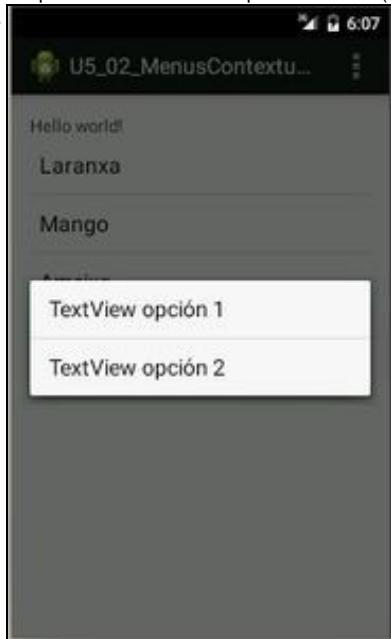 6:07
U5_02_MenusContextu...
Hello world!
Laranxa
Mango
TextView opción 1
TextView opción 2